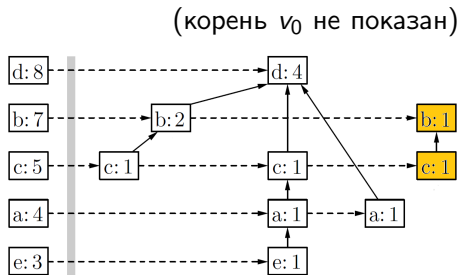 (корень v₀ не показан)
d: 8 d: 4
b: 7 b: 2 b: 1
c: 5 c: 1 c: 1 c: 1
a: 4 a: 1 a: 1
e: 3 e: 1